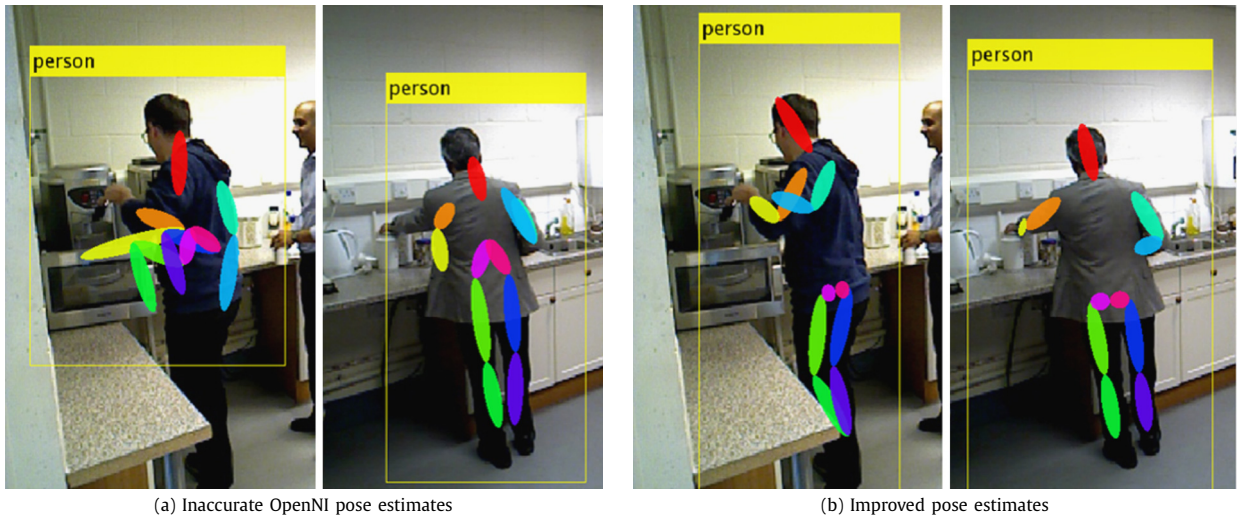 person
person
person
person
(a) Inaccurate OpenNI pose estimates
(b) Improved pose estimates